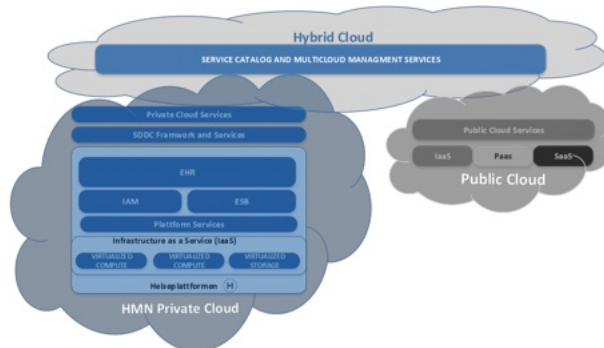 Hybrid Cloud
SERVICE CATALOG AND MULTICLOUD MANAGMENT SERVICES
Private Cloud Services
SDDC Framwork and Services
EHR
IAM
ESB
Plattform Services
Infrastructure as a Service (IaaS)
VIRTUALIZED
COMPUTE
VIRTUALIZED
COMPUTE
VIRTUALIZED
STORAGE
Helseplattformen H
HMN Private Cloud
Public Cloud Services
IaaS
Paas
SaaS
Public Cloud